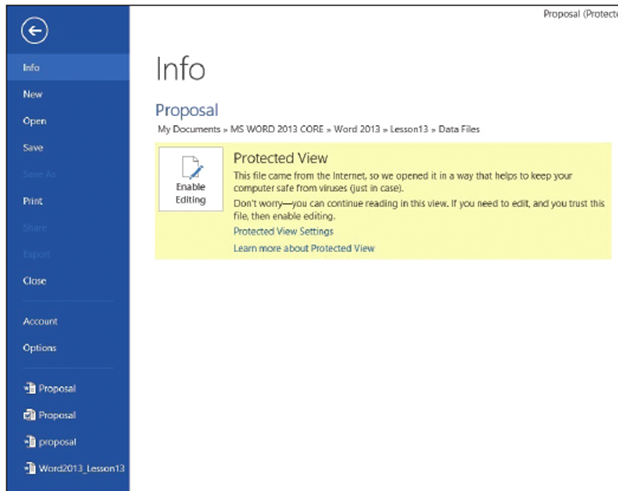 Proposal (Protecte
Info
Info
New
Proposal
Open
My Documents » MS WORD 2013 CORE » Word 2013 » Lesson13 » Data Files
Save
Protected View
Save As
Enable
Editing
This file came from the Internet, so we opened it in a way that helps to keep your
computer safe from viruses (just in case).
Print
Don't worry—you can continue reading in this view. If you need to edit, and you trust this
file, then enable editing.
Share
Protected View Settings
Export
Learn more about Protected View
Close
Account
Options
Proposal
Proposal
proposal
Word2013_Lesson13